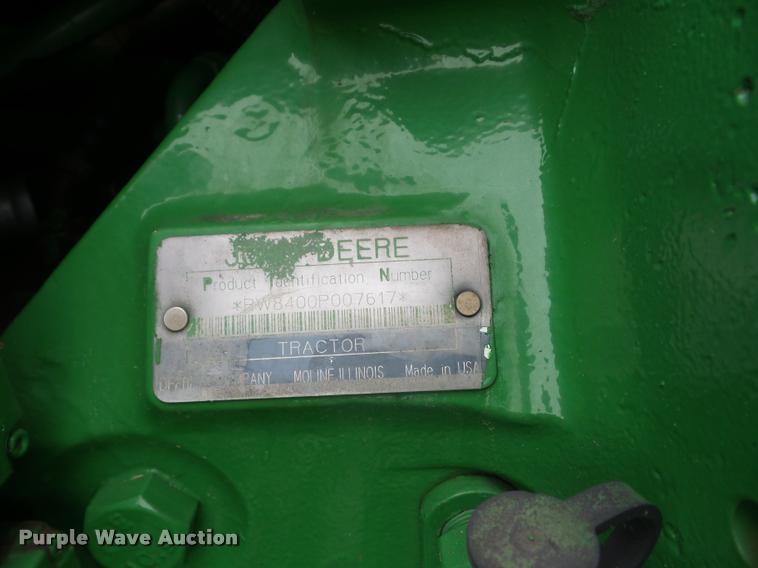 DEERE
Product Identification Number
*RW8400P007617*
TRACTOR
MOLINE ILLINOIS Made in USA
Purple Wave Auction